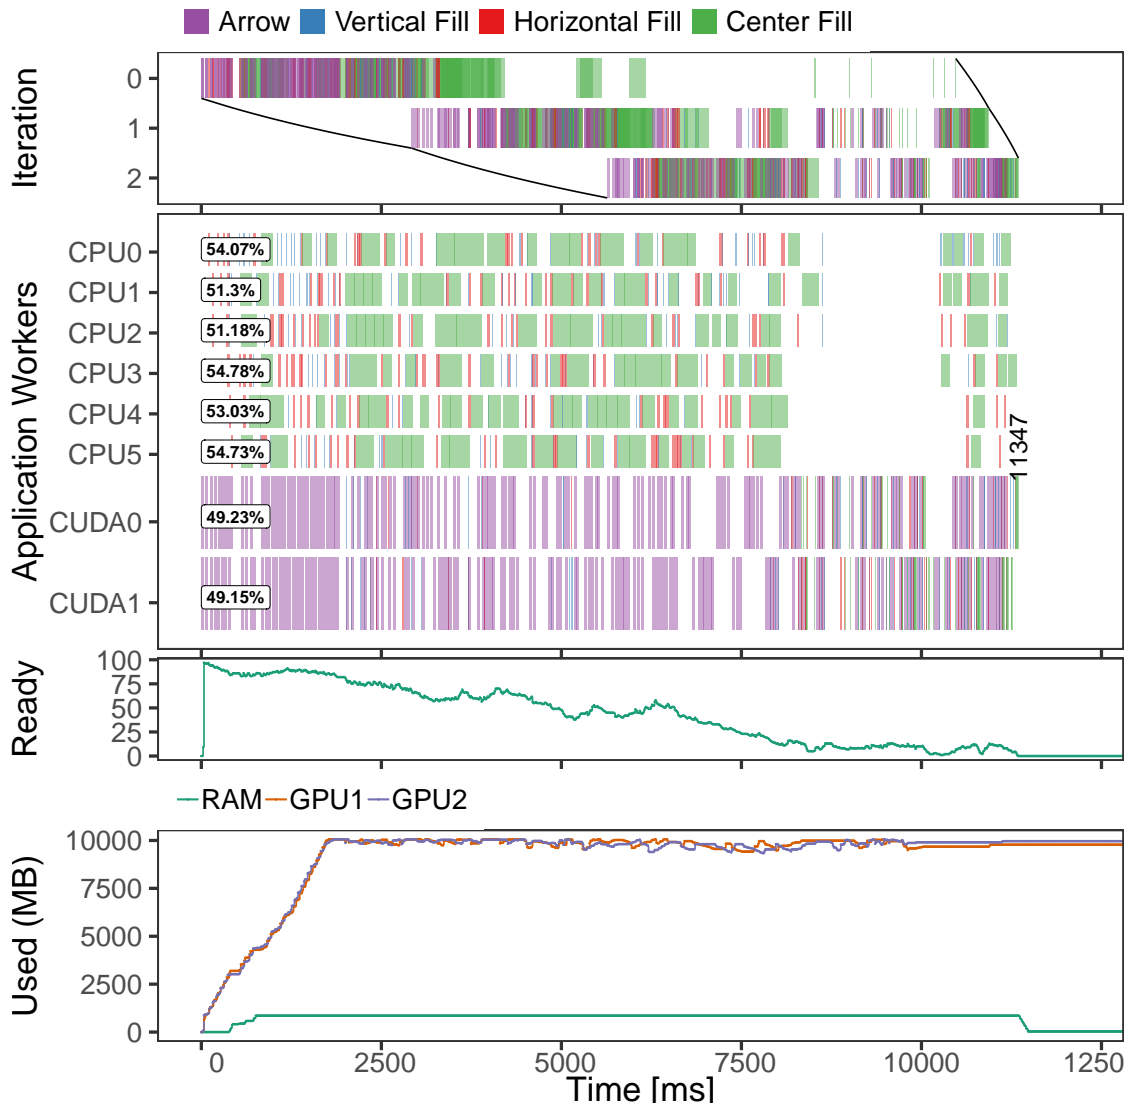 Arrow Vertical Fill Horizontal Fill Center Fill
Iteration
0
1
2
Application Workers
CPU0 54.07%
CPU1 51.3%
CPU2 51.18%
CPU3 54.78%
CPU4 53.03%
CPU5 54.73%
CUDA0 49.23%
CUDA1 49.15%
11347
Ready
100
75
50
25
0
RAM GPU1 GPU2
Used (MB)
10000
7500
5000
2500
0
0 2500 5000 7500 10000 1250
Time [ms]